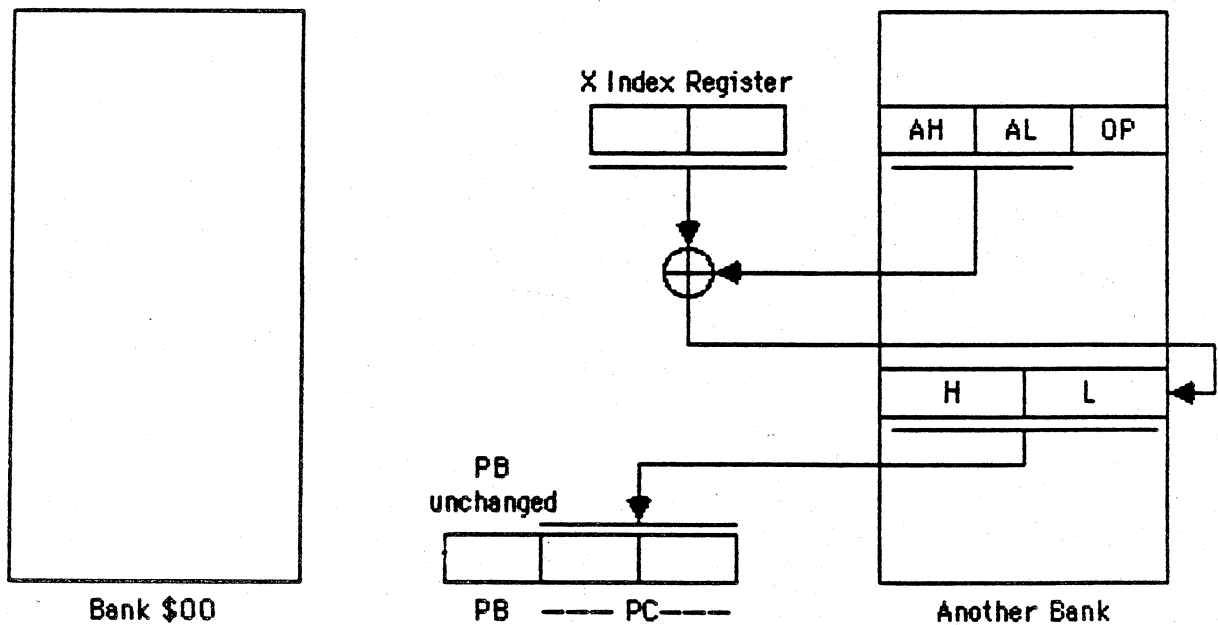 X Index Register
AH AL OP
H L
PB
unchanged
Bank $00
PB --- PC ---
Another Bank